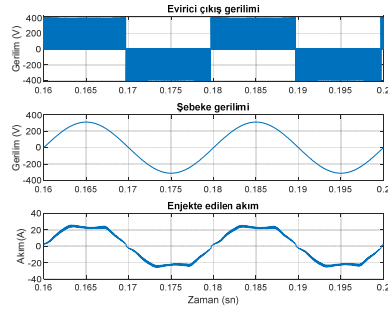 Evirici çıkış gerilimi
Gerilim (V)
400
200
0
-200
-400
0.16 0.165 0.17 0.175 0.18 0.185 0.19 0.195 0.2
Şebeke gerilimi
Gerilim (V)
400
200
0
-200
-400
0.16 0.165 0.17 0.175 0.18 0.185 0.19 0.195 0.2
Enjekte edilen akım
Akım(A)
40
20
0
-20
-40
0.16 0.165 0.17 0.175 0.18 0.185 0.19 0.195 0.2
Zaman (sn)